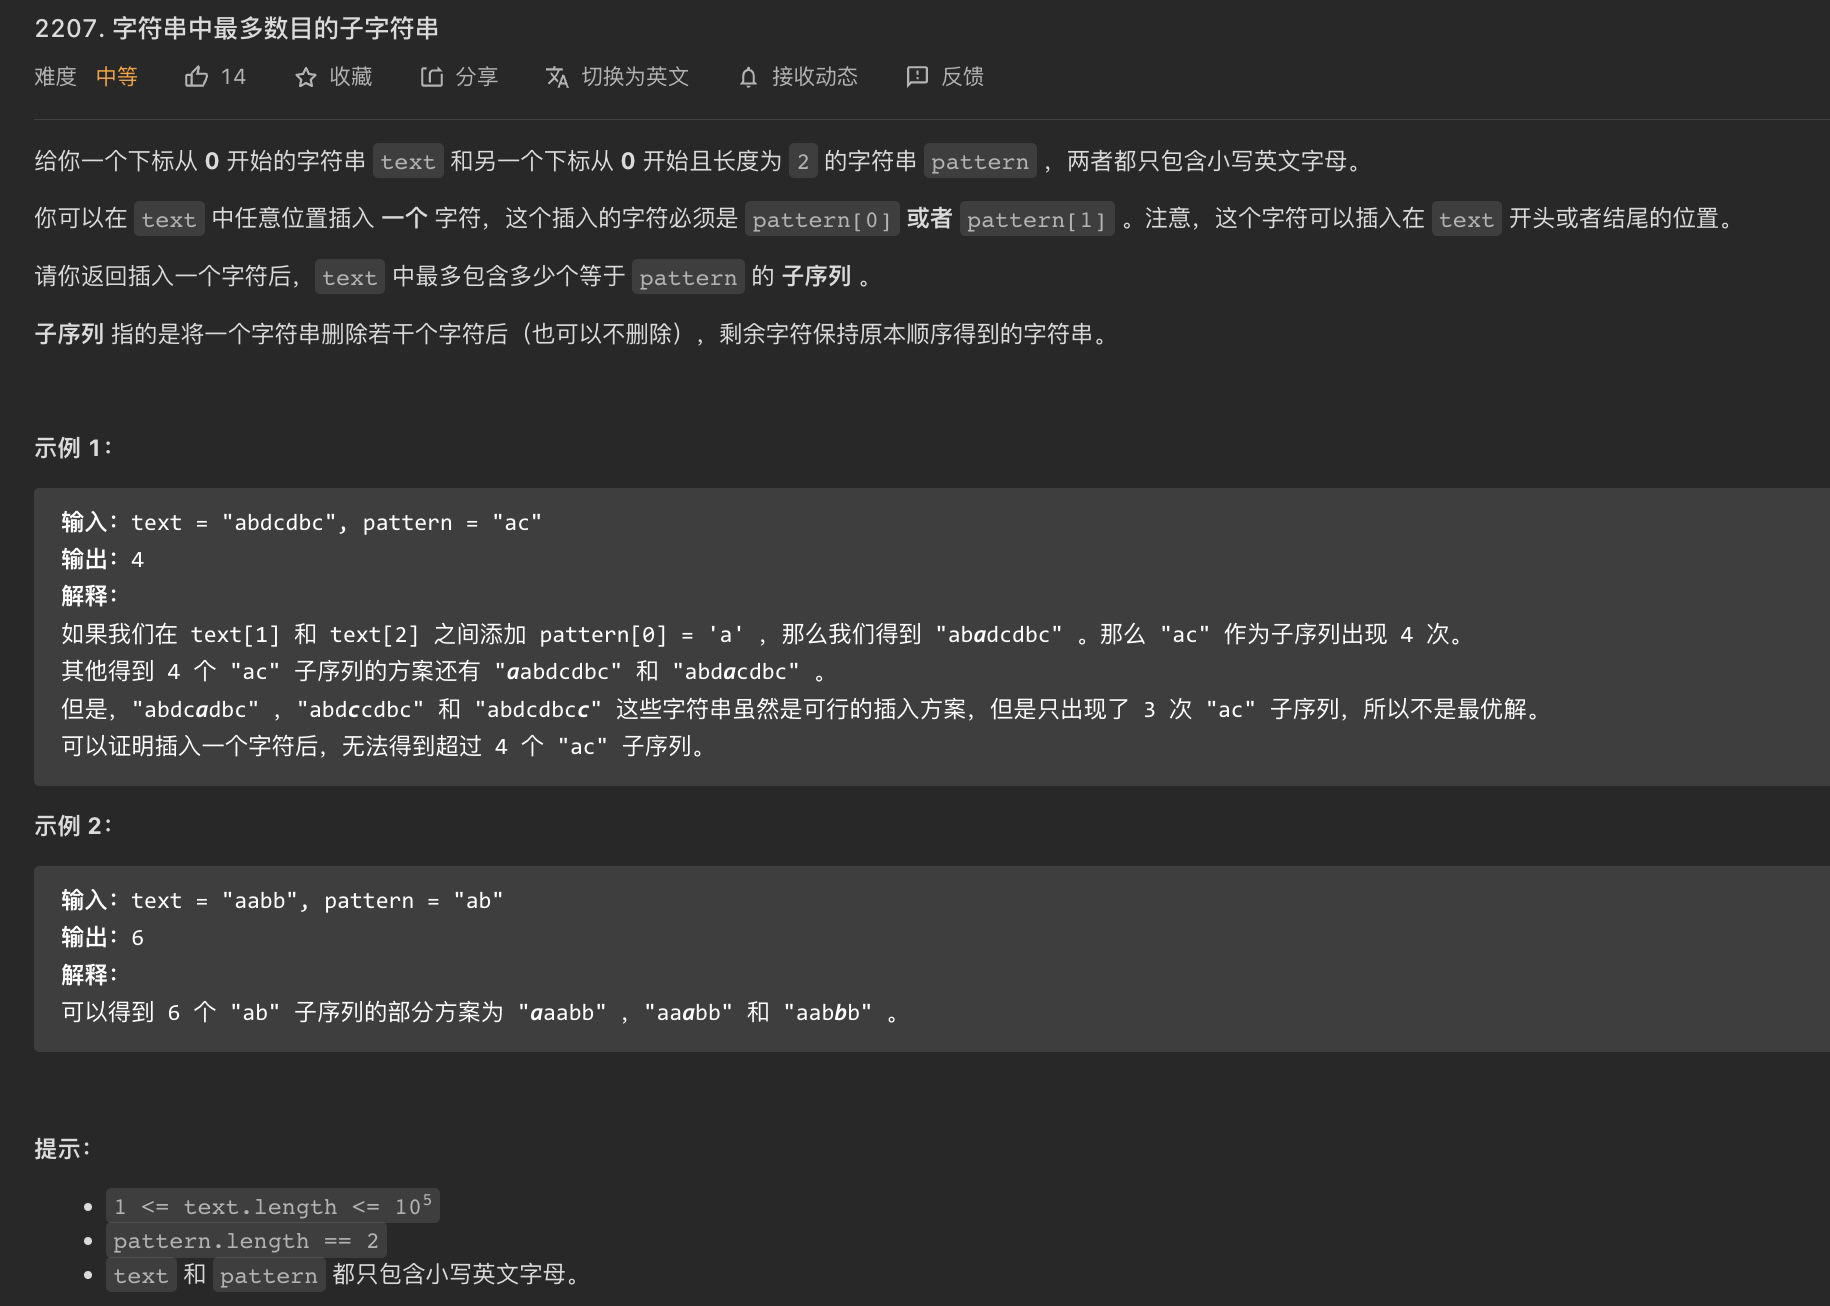 2207. 字符串中最多数目的子字符串
难度 中等 14 收藏 分享 切换为英文 接收动态 反馈
给你一个下标从 0 开始的字符串 text 和另一个下标从 0 开始且长度为 2 的字符串 pattern ，两者都只包含小写英文字母。
你可以在 text 中任意位置插入 一个 字符，这个插入的字符必须是 pattern[0] 或者 pattern[1] 。注意，这个字符可以插入在 text 开头或者结尾的位置。
请你返回插入一个字符后，text 中最多包含多少个等于 pattern 的 子序列 。
子序列 指的是将一个字符串删除若干个字符后（也可以不删除），剩余字符保持原本顺序得到的字符串。
示例 1：
输入：text = "abdcdbc", pattern = "ac"
输出：4
解释：
如果我们在 text[1] 和 text[2] 之间添加 pattern[0] = 'a' ，那么我们得到 "abadcdbc" 。那么 "ac" 作为子序列出现 4 次。
其他得到 4 个 "ac" 子序列的方案还有 "aabdcdbc" 和 "abdacdbc" 。
但是，"abdcadbc" ，"abdccdbc" 和 "abdcdbcc" 这些字符串虽然是可行的插入方案，但是只出现了 3 次 "ac" 子序列，所以不是最优解。
可以证明插入一个字符后，无法得到超过 4 个 "ac" 子序列。
示例 2：
输入：text = "aabb", pattern = "ab"
输出：6
解释：
可以得到 6 个 "ab" 子序列的部分方案为 "aaabb" ，"aaabb" 和 "aabbb" 。
提示：
1 <= text.length <= 10⁵
pattern.length == 2
text 和 pattern 都只包含小写英文字母。